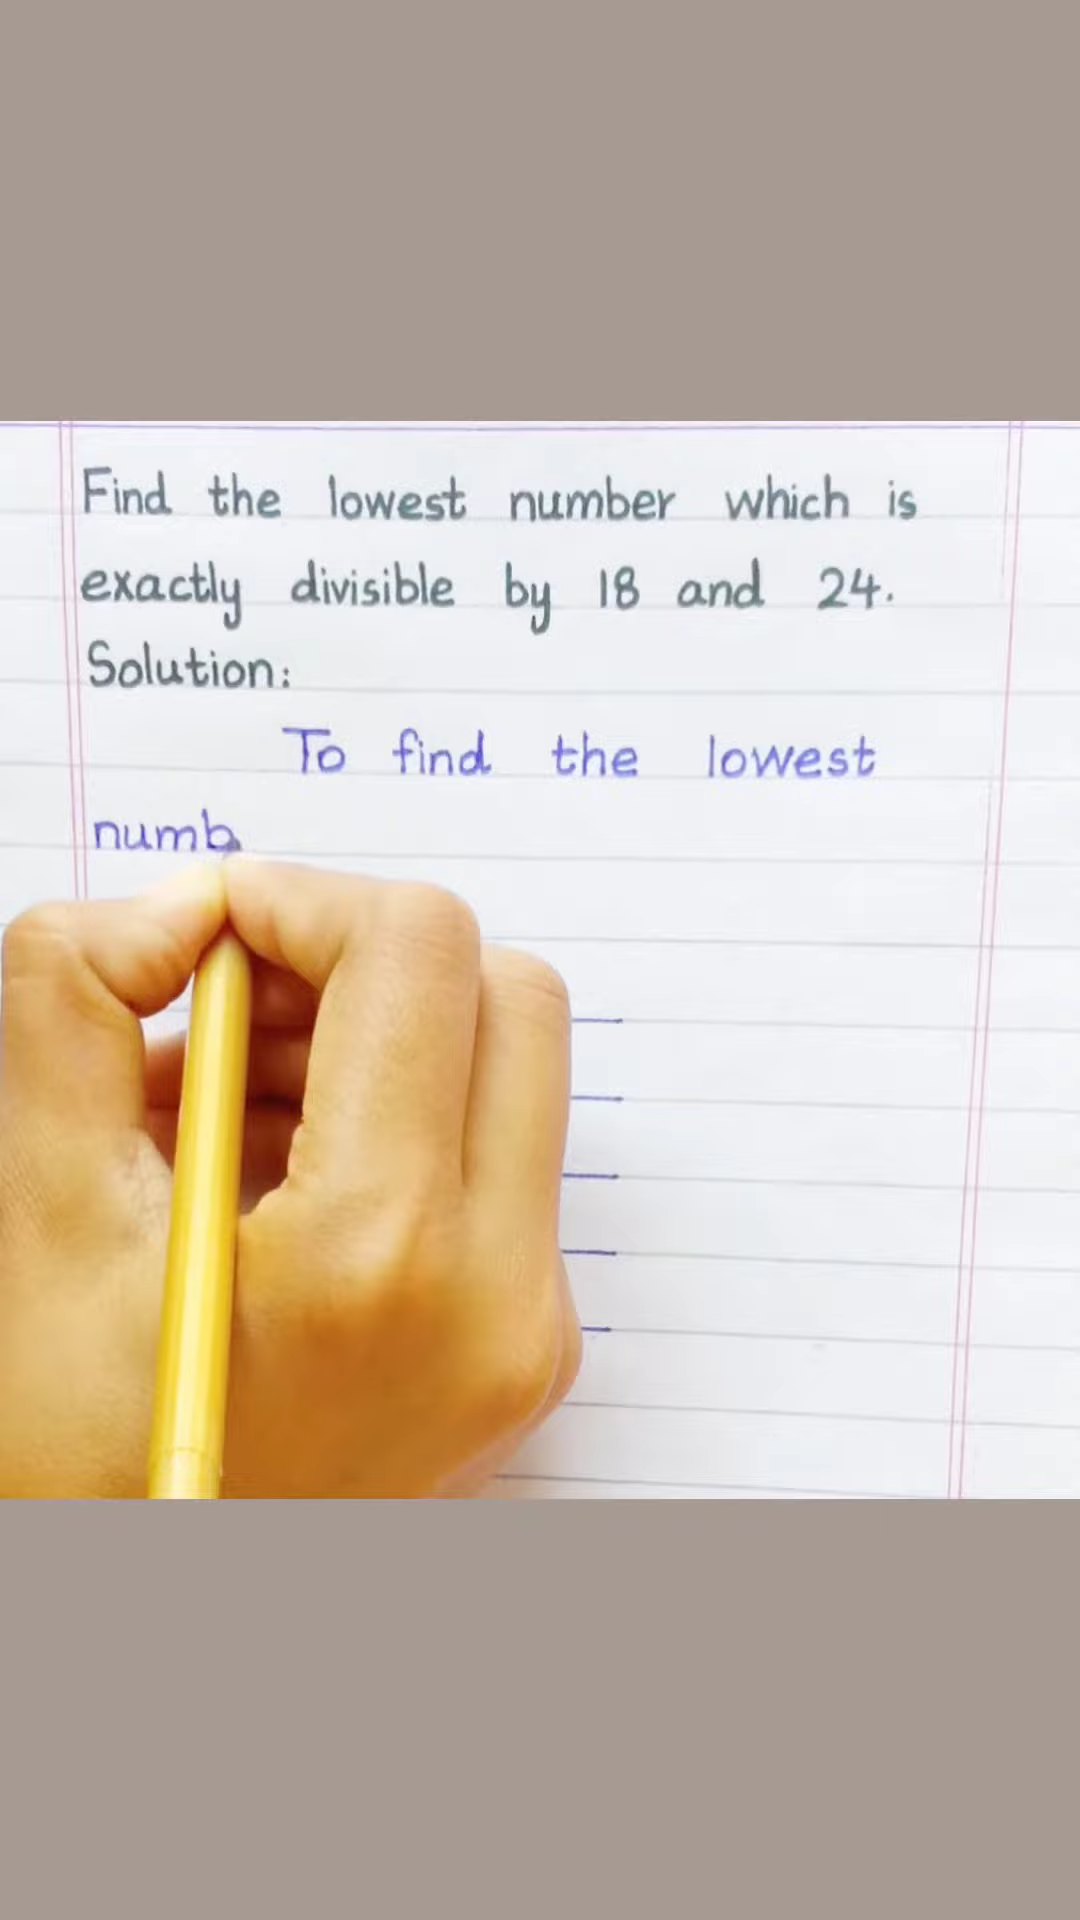 Find the lowest number which is
exactly divisible by 18 and 24.
Solution:
To find the lowest
numb